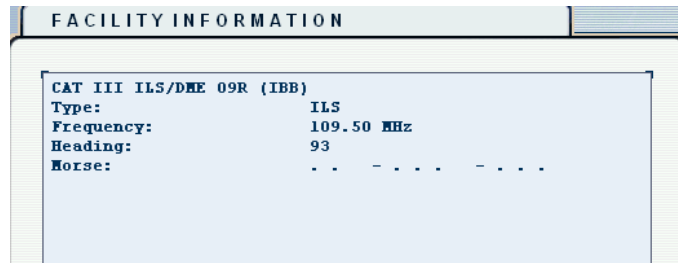 FACILITY INFORMATION
CAT III ILS/DME 09R (IBB)
Type: ILS
Frequency: 109.50 MHz
Heading: 93
Morse: . . - . . . - . . .